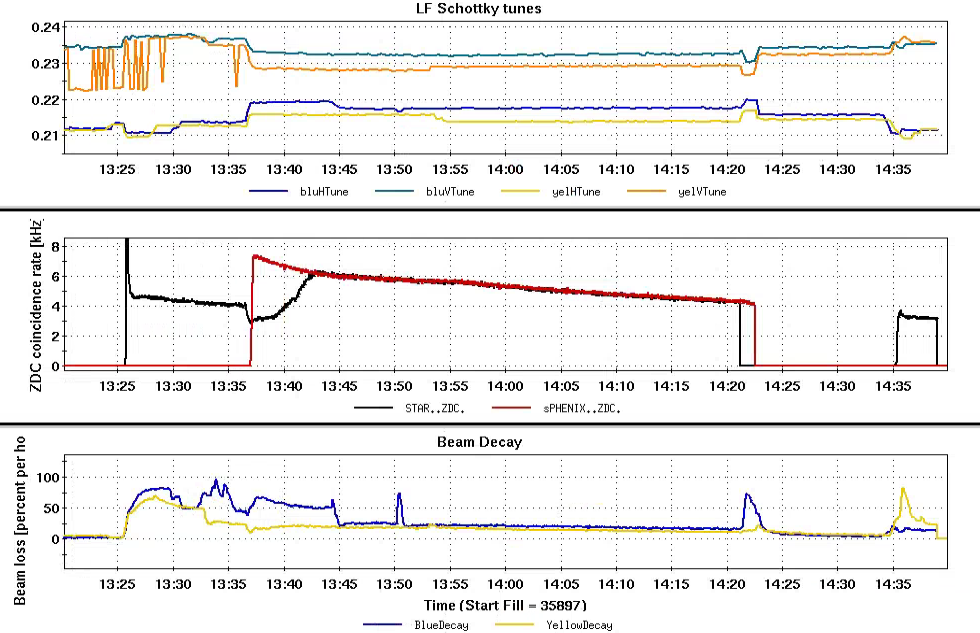 LF Schottky tunes
0.24
0.23
0.22
0.21
13:25 13:30 13:35 13:40 13:45 13:50 13:55 14:00 14:05 14:10 14:15 14:20 14:25 14:30 14:35
bluHTune bluVTune yelHTune yelVTune
ZDC coincidence rate [kHz]
8
6
4
2
0
13:25 13:30 13:35 13:40 13:45 13:50 13:55 14:00 14:05 14:10 14:15 14:20 14:25 14:30 14:35
STAR..ZDC. sPHENIX..ZDC.
Beam Decay
Beam loss [percent per ho
100
50
0
13:25 13:30 13:35 13:40 13:45 13:50 13:55 14:00 14:05 14:10 14:15 14:20 14:25 14:30 14:35
Time (Start Fill = 35897)
BlueDecay YellowDecay